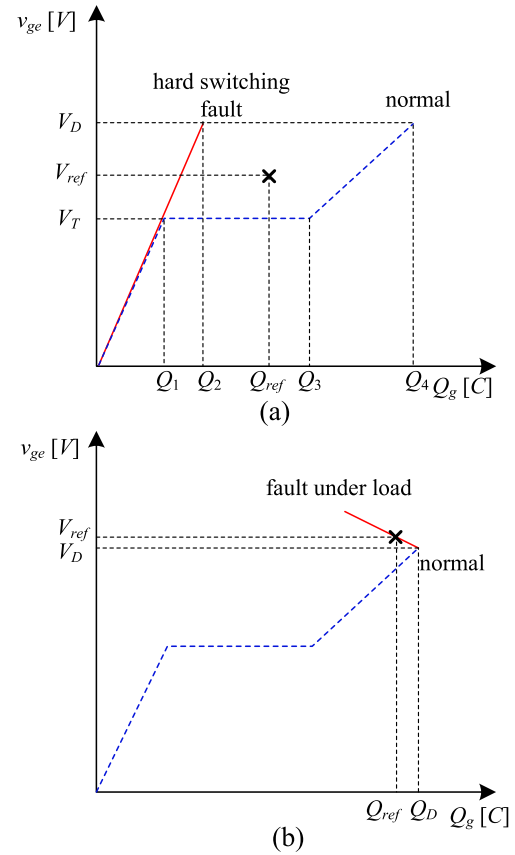 v_ge [V]
hard switching
fault
normal
V_D
V_ref
V_T
Q_1 Q_2 Q_ref Q_3 Q_4 Q_g [C]
(a)
v_ge [V]
fault under load
V_ref
V_D
normal
Q_ref Q_D Q_g [C]
(b)